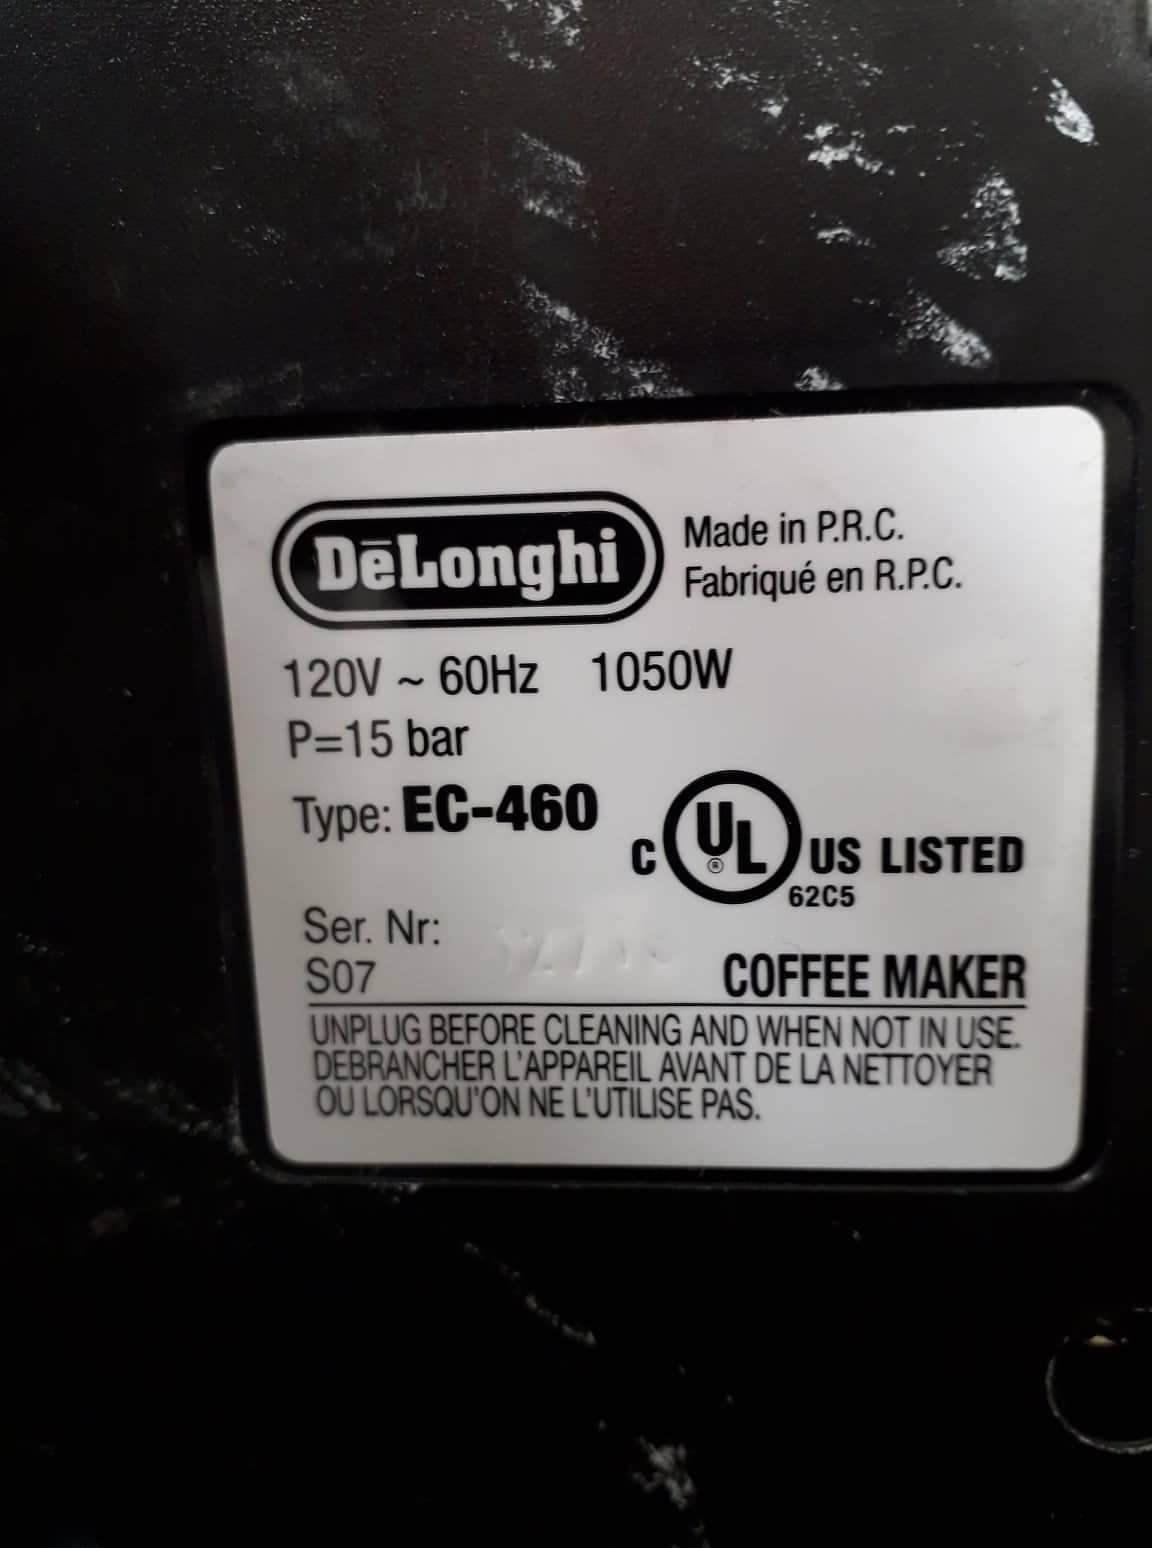 DēLonghi
Made in P.R.C.
Fabriqué en R.P.C.
120V ~ 60Hz 1050W
P=15 bar
Type: EC-460
C UL® US LISTED
62C5
Ser. Nr:
S07
COFFEE MAKER
UNPLUG BEFORE CLEANING AND WHEN NOT IN USE.
DEBRANCHER L'APPAREIL AVANT DE LA NETTOYER
OU LORSQU'ON NE L'UTILISE PAS.